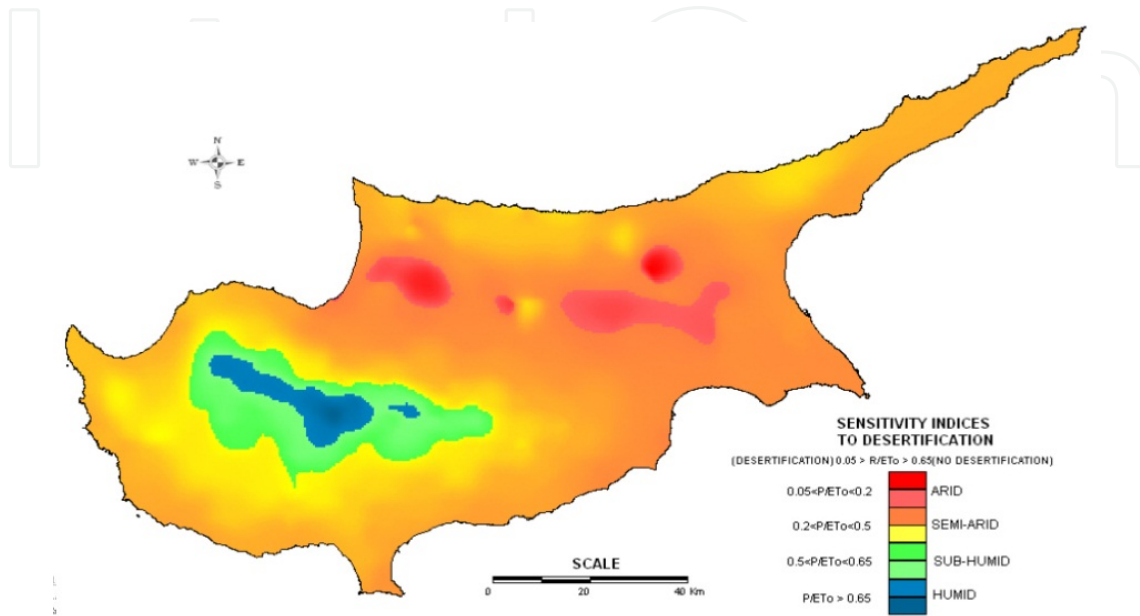 N
W E
S
SENSITIVITY INDICES
TO DESERTIFICATION
(DESERTIFICATION) 0.05 > R/ETo > 0.65(NO DESERTIFICATION)
0.05<P/ETo<0.2 ARID
0.2<P/ETo<0.5 SEMI-ARID
0.5<P/ETo<0.65 SUB-HUMID
P/ETo > 0.65 HUMID
SCALE
0 20 40 Km